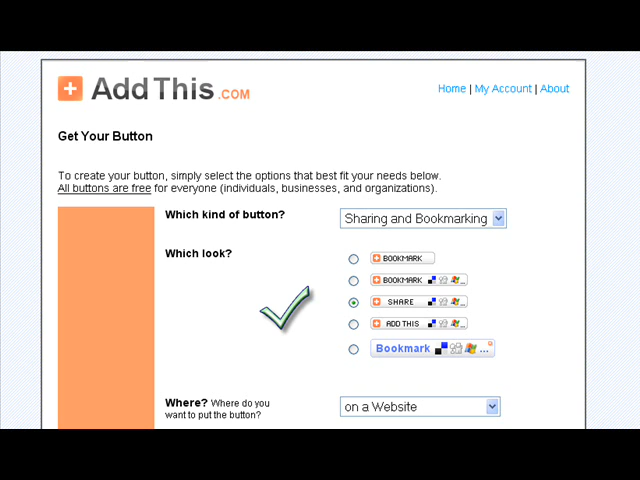 AddThis.COM
Home | My Account | About
Get Your Button
To create your button, simply select the options that best fit your needs below.
All buttons are free for everyone (individuals, businesses, and organizations).
Which kind of button?
Sharing and Bookmarking
Which look?
BOOKMARK
BOOKMARK ...
SHARE ...
ADD THIS ...
Bookmark ...
Where? Where do you
want to put the button?
on a Website